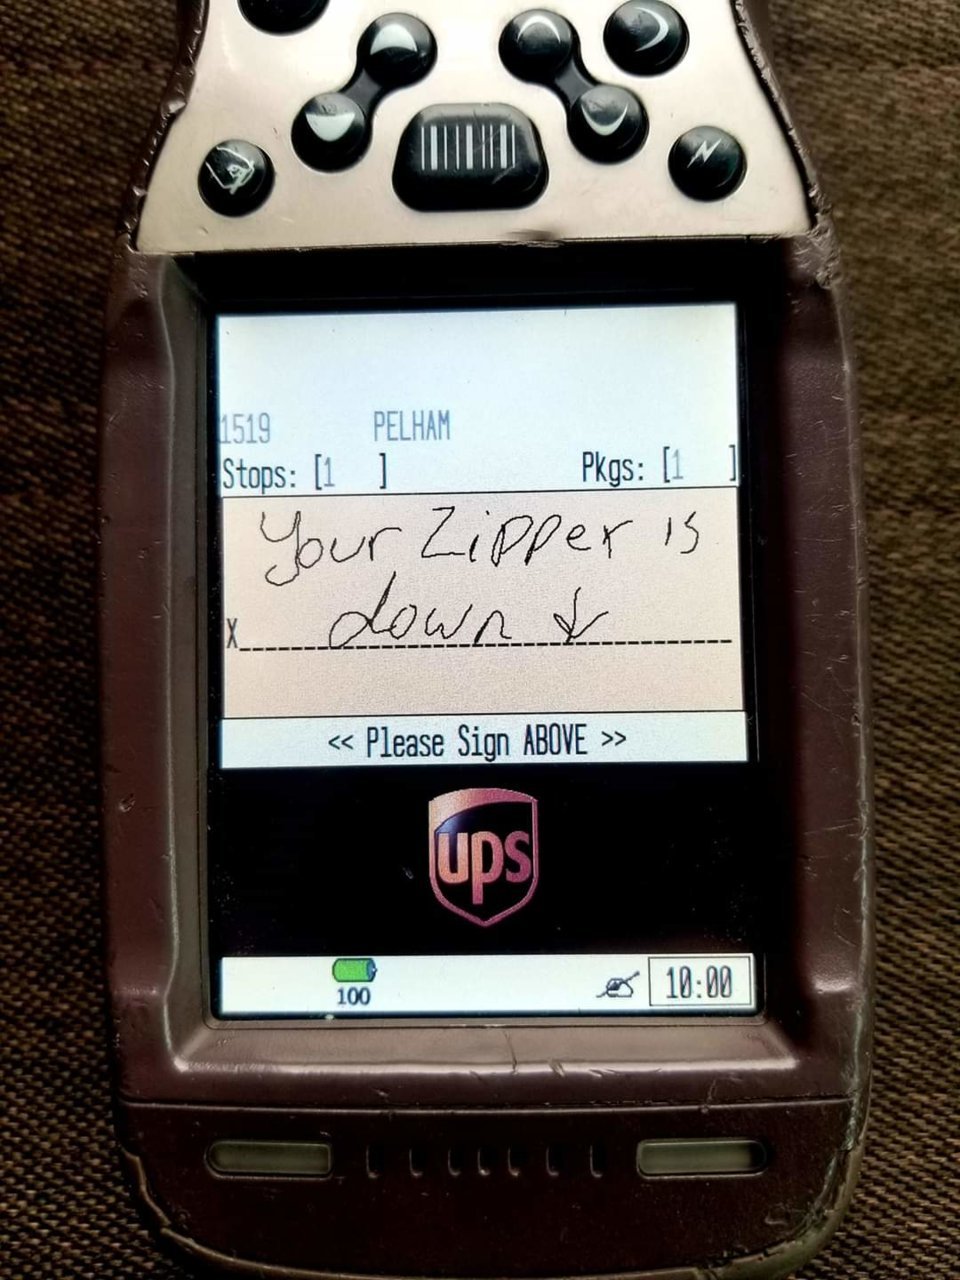 1519 PELHAM
Stops: [1 ] Pkgs: [1 ]
Your Zipper is
X down ↓
<< Please Sign ABOVE >>
ups
100 10:00